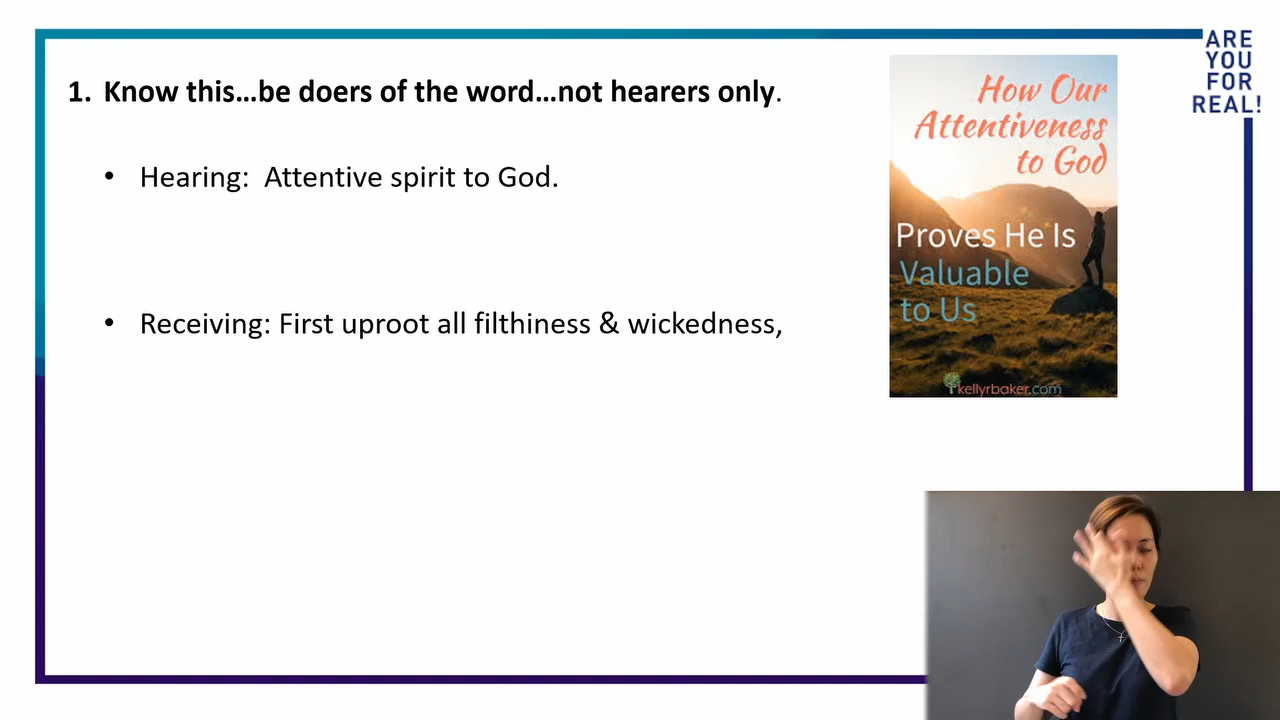 1. Know this…be doers of the word…not hearers only.
• Hearing:  Attentive spirit to God.
• Receiving: First uproot all filthiness & wickedness,
How Our
Attentiveness
to God
Proves He Is
Valuable
to Us
kellyrbaker.com
ARE
YOU
FOR
REAL!